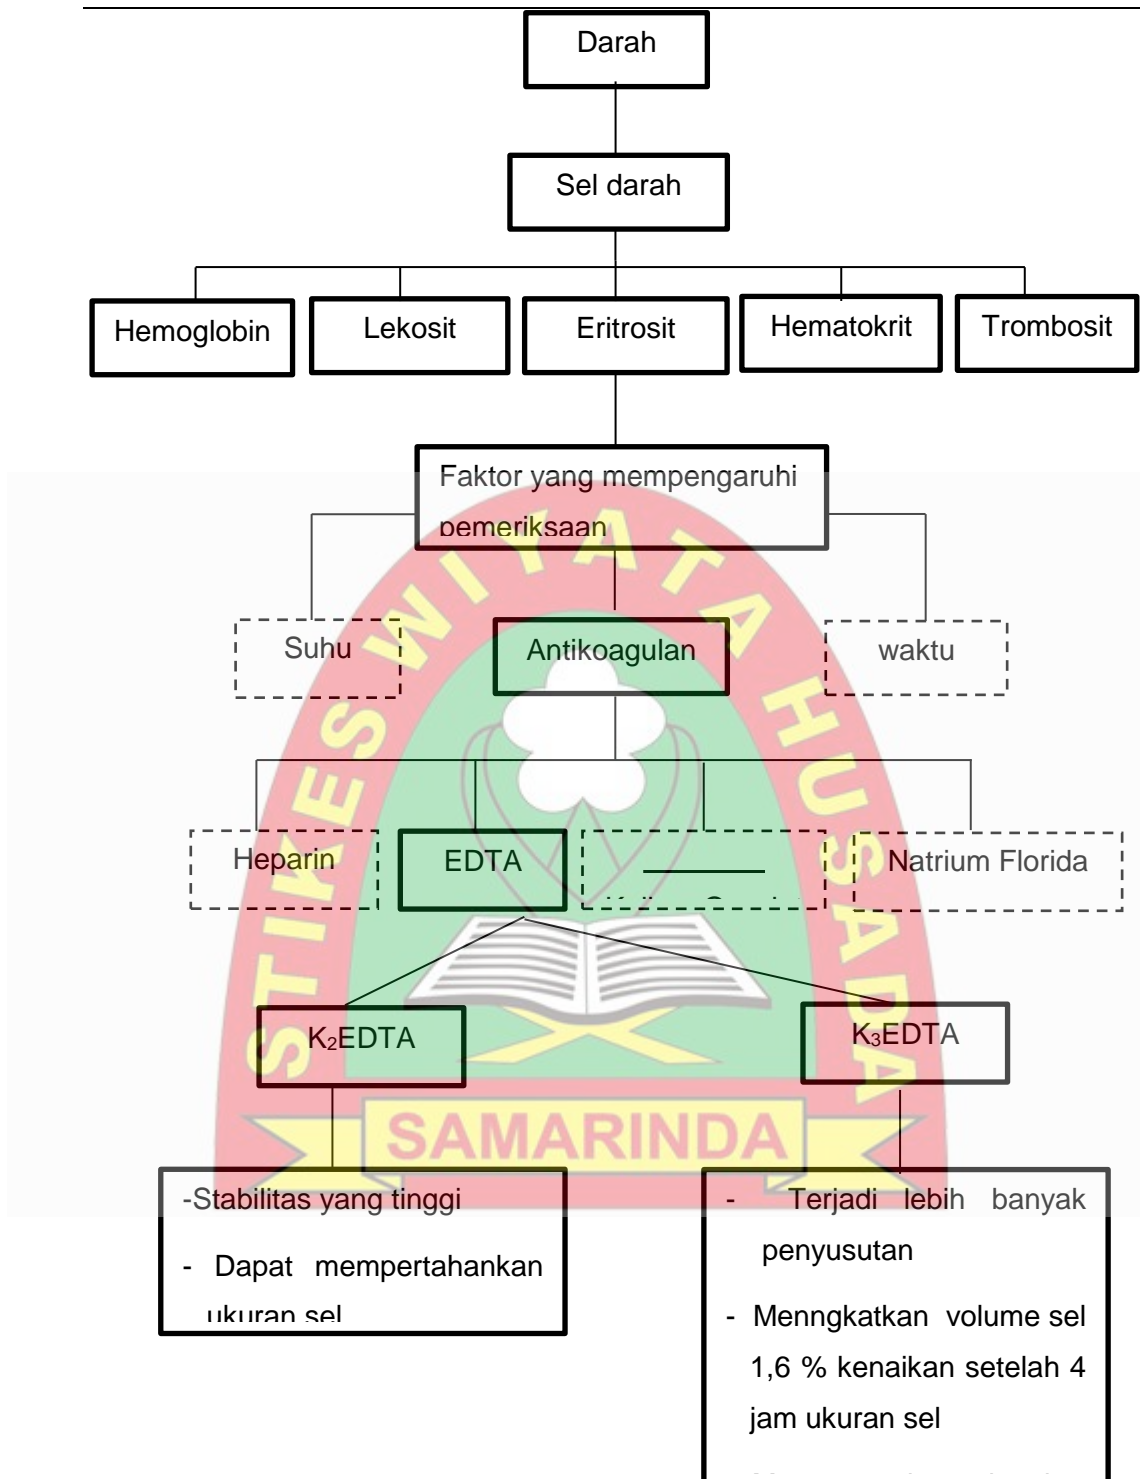 Darah
Sel darah
Hemoglobin
Lekosit
Eritrosit
Hematokrit
Trombosit
Faktor yang mempengaruhi
pemeriksaan
Suhu
Antikoagulan
waktu
Heparin
EDTA
Natrium Florida
K₂EDTA
K₃EDTA
-Stabilitas yang tinggi
- Dapat mempertahankan
ukuran sel
- Terjadi lebih banyak
penyusutan
- Menngkatkan volume sel
1,6 % kenaikan setelah 4
jam ukuran sel
STIKES WIYATA HUSADA
SAMARINDA